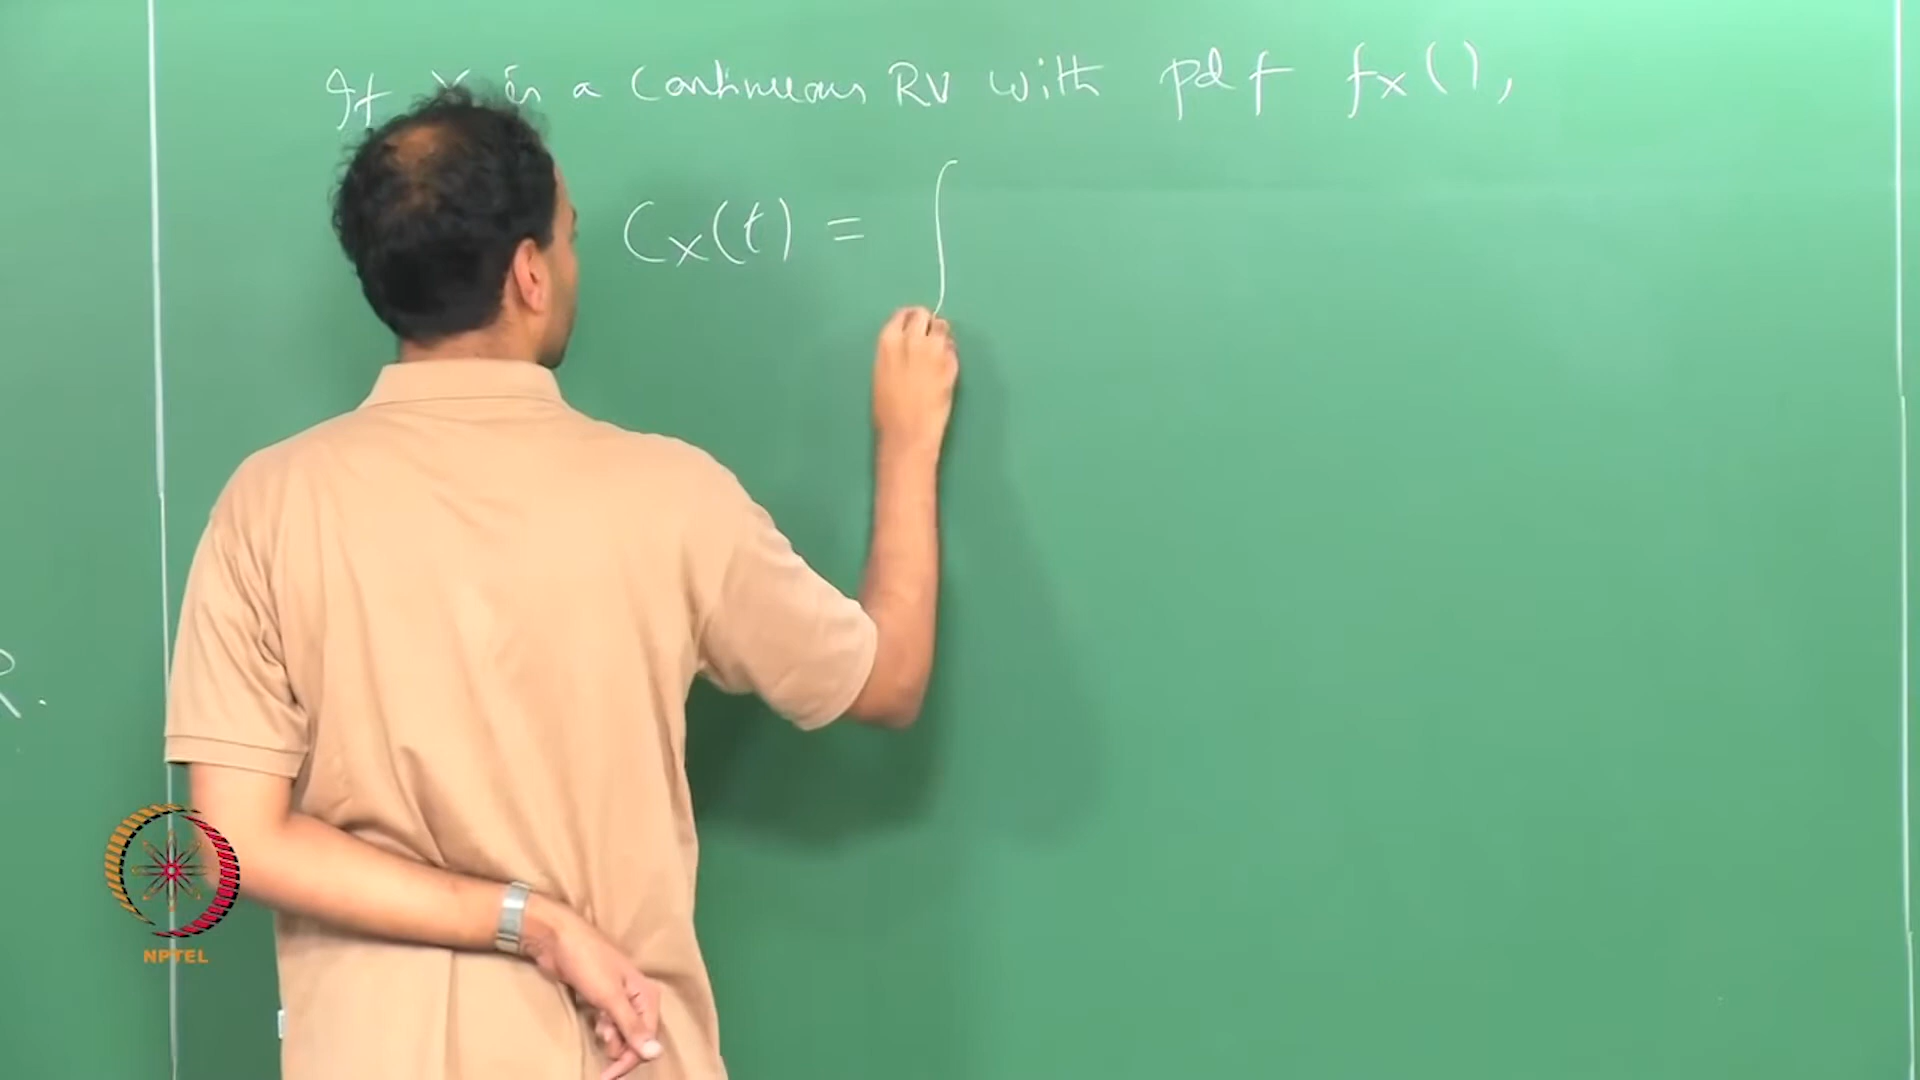 If X is a continuous RV with pdf fx(),
Cx(t) = ∫
R.
NPTEL